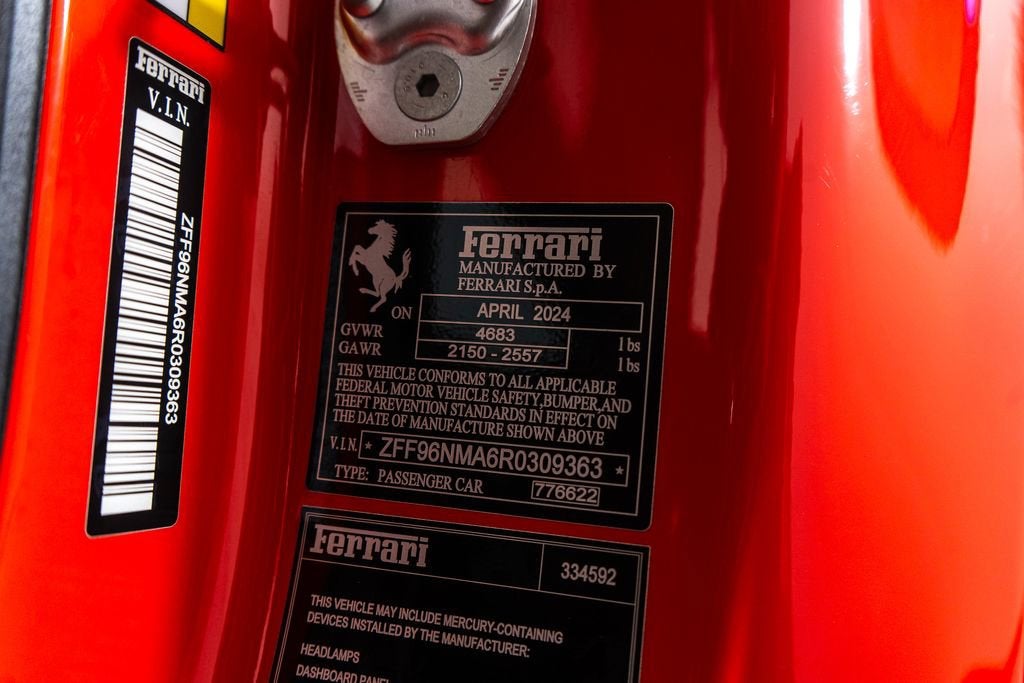 Ferrari
V.I.N.
ZFF96NMA6R0309363
Ferrari
MANUFACTURED BY
FERRARI S.p.A.
ON APRIL 2024
GVWR 4683 lbs
GAWR 2150 - 2557 lbs
THIS VEHICLE CONFORMS TO ALL APPLICABLE
FEDERAL MOTOR VEHICLE SAFETY,BUMPER,AND
THEFT PREVENTION STANDARDS IN EFFECT ON
THE DATE OF MANUFACTURE SHOWN ABOVE
V.I.N. * ZFF96NMA6R0309363 *
TYPE: PASSENGER CAR 776622
Ferrari 334592
THIS VEHICLE MAY INCLUDE MERCURY-CONTAINING
DEVICES INSTALLED BY THE MANUFACTURER:
HEADLAMPS
DASHBOARD